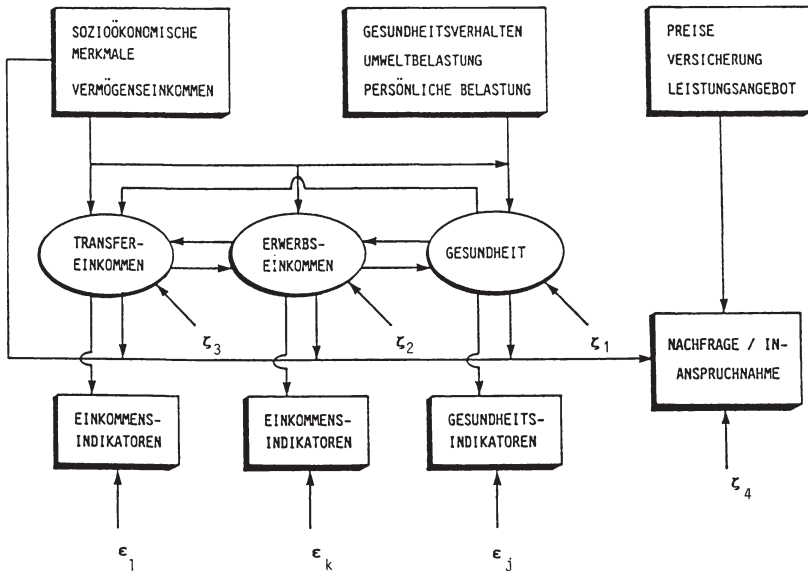 SOZIOÖKONOMISCHE
MERKMALE
VERMÖGENSEINKOMMEN
GESUNDHEITSVERHALTEN
UMWELTBELASTUNG
PERSÖNLICHE BELASTUNG
PREISE
VERSICHERUNG
LEISTUNGSANGEBOT
TRANSFER-
EINKOMMEN
ERWERBS-
EINKOMMEN
GESUNDHEIT
ζ3
ζ2
ζ1
NACHFRAGE / IN-
ANSPRUCHNAHME
EINKOMMENS-
INDIKATOREN
EINKOMMENS-
INDIKATOREN
GESUNDHEITS-
INDIKATOREN
ζ4
ε1
εk
εj